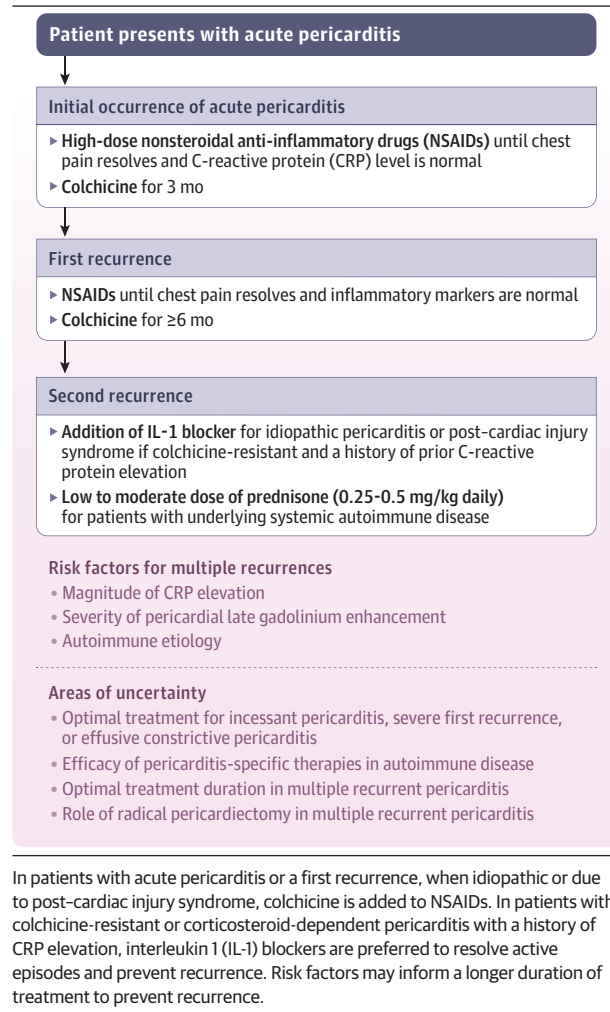 Patient presents with acute pericarditis
Initial occurrence of acute pericarditis
▸ High-dose nonsteroidal anti-inflammatory drugs (NSAIDs) until chest
pain resolves and C-reactive protein (CRP) level is normal
▸ Colchicine for 3 mo
First recurrence
▸ NSAIDs until chest pain resolves and inflammatory markers are normal
▸ Colchicine for ≥6 mo
Second recurrence
▸ Addition of IL-1 blocker for idiopathic pericarditis or post–cardiac injury
syndrome if colchicine-resistant and a history of prior C-reactive
protein elevation
▸ Low to moderate dose of prednisone (0.25-0.5 mg/kg daily)
for patients with underlying systemic autoimmune disease
Risk factors for multiple recurrences
• Magnitude of CRP elevation
• Severity of pericardial late gadolinium enhancement
• Autoimmune etiology
Areas of uncertainty
• Optimal treatment for incessant pericarditis, severe first recurrence,
or effusive constrictive pericarditis
• Efficacy of pericarditis-specific therapies in autoimmune disease
• Optimal treatment duration in multiple recurrent pericarditis
• Role of radical pericardiectomy in multiple recurrent pericarditis
In patients with acute pericarditis or a first recurrence, when idiopathic or due
to post–cardiac injury syndrome, colchicine is added to NSAIDs. In patients with
colchicine-resistant or corticosteroid-dependent pericarditis with a history of
CRP elevation, interleukin 1 (IL-1) blockers are preferred to resolve active
episodes and prevent recurrence. Risk factors may inform a longer duration of
treatment to prevent recurrence.